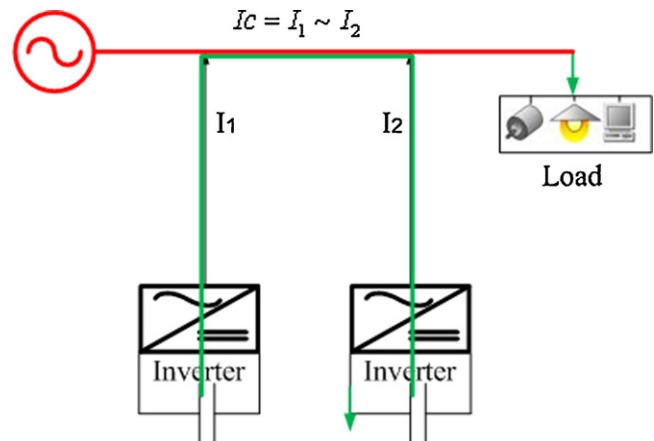 Ic = I₁ ~ I₂
I1
I2
Load
Inverter
Inverter